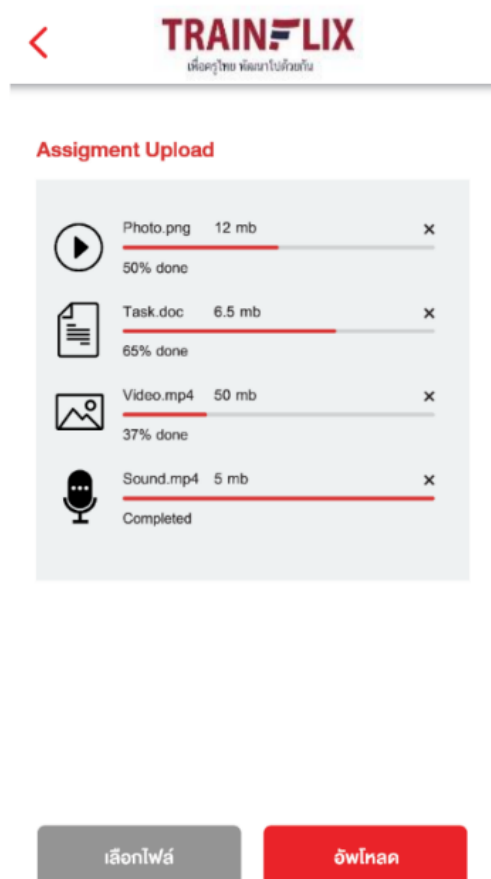 TRAINFLIX
เพื่อครูไทย พัฒนาไปด้วยกัน
Assigment Upload
Photo.png 12 mb ×
50% done
Task.doc 6.5 mb ×
65% done
Video.mp4 50 mb ×
37% done
Sound.mp4 5 mb ×
Completed
เลือกไฟล์ อัพโหลด